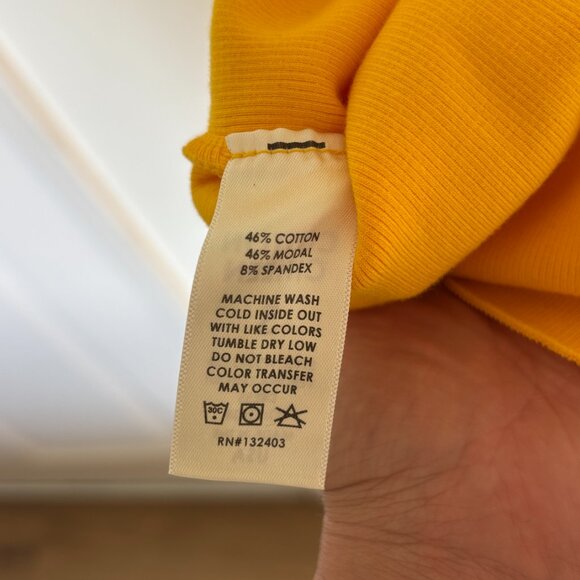 46% COTTON
46% MODAL
8% SPANDEX
MACHINE WASH
COLD INSIDE OUT
WITH LIKE COLORS
TUMBLE DRY LOW
DO NOT BLEACH
COLOR TRANSFER
MAY OCCUR
30C
RN#132403